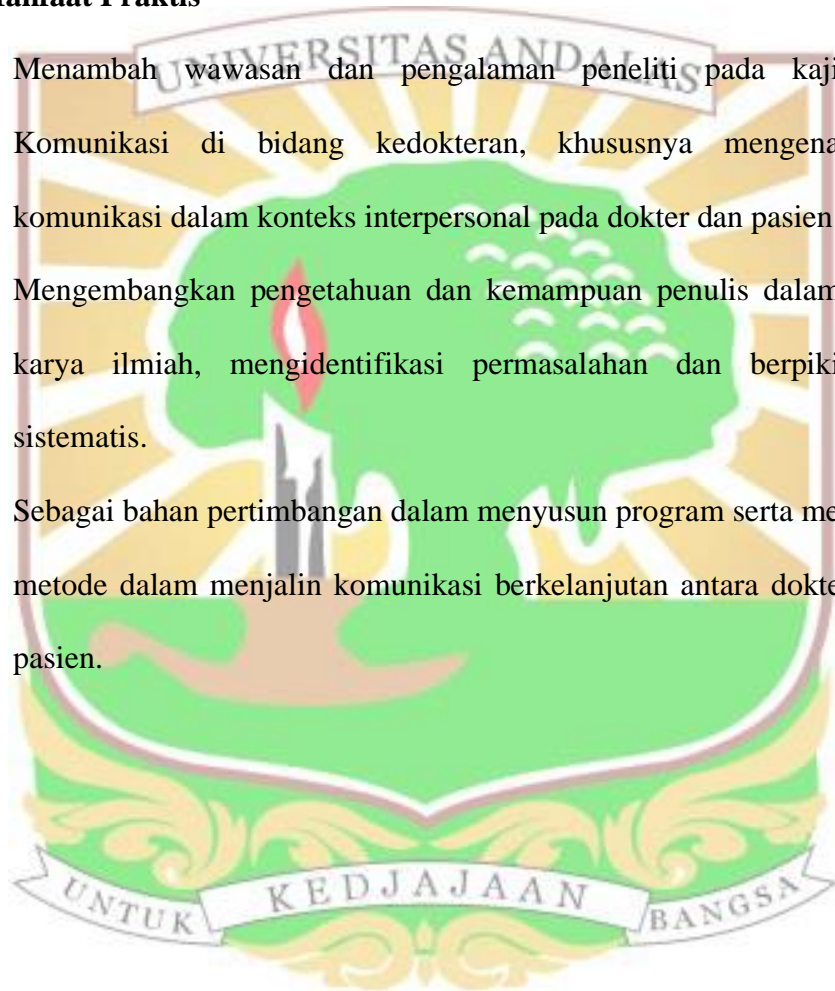 Manfaat Praktis
UNIVERSITAS ANDALAS
Menambah wawasan dan pengalaman peneliti pada kaji
Komunikasi di bidang kedokteran, khususnya mengena
komunikasi dalam konteks interpersonal pada dokter dan pasien
Mengembangkan pengetahuan dan kemampuan penulis dalam
karya ilmiah, mengidentifikasi permasalahan dan berpiki
sistematis.
Sebagai bahan pertimbangan dalam menyusun program serta me
metode dalam menjalin komunikasi berkelanjutan antara dokte
pasien.
UNTUK KEDJAJAAN BANGSA